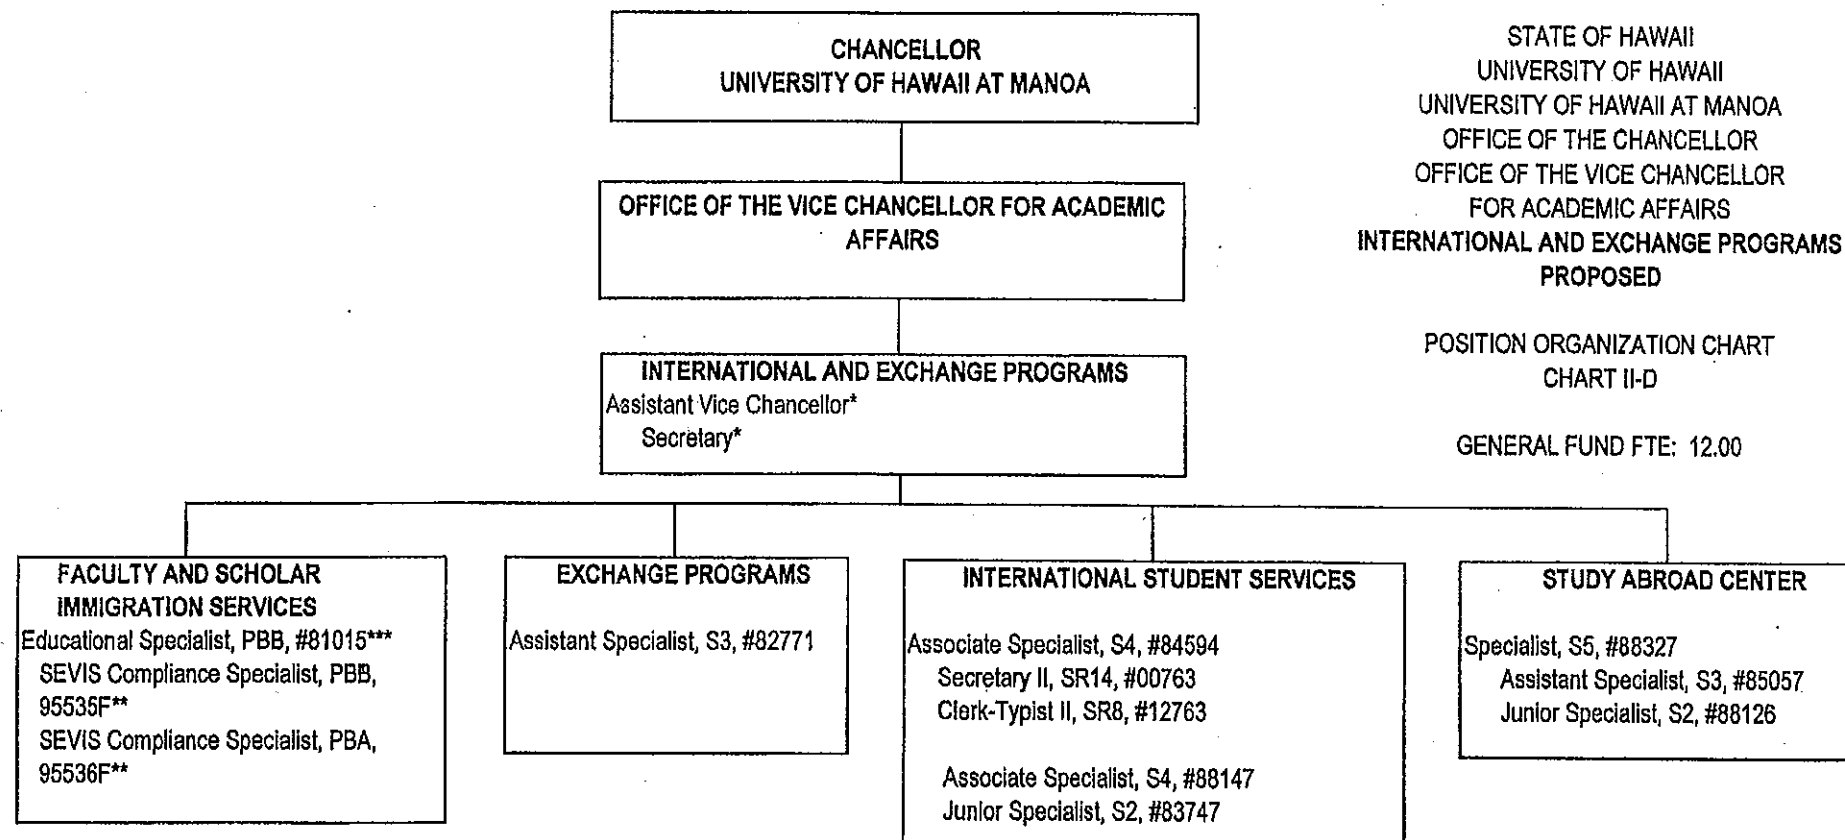 CHANCELLOR
UNIVERSITY OF HAWAII AT MANOA
OFFICE OF THE VICE CHANCELLOR FOR ACADEMIC
AFFAIRS
INTERNATIONAL AND EXCHANGE PROGRAMS
Assistant Vice Chancellor*
Secretary*
STATE OF HAWAII
UNIVERSITY OF HAWAII
UNIVERSITY OF HAWAII AT MANOA
OFFICE OF THE CHANCELLOR
OFFICE OF THE VICE CHANCELLOR
FOR ACADEMIC AFFAIRS
INTERNATIONAL AND EXCHANGE PROGRAMS
PROPOSED
POSITION ORGANIZATION CHART
CHART II-D
GENERAL FUND FTE: 12.00
FACULTY AND SCHOLAR
IMMIGRATION SERVICES
Educational Specialist, PBB, #81015***
SEVIS Compliance Specialist, PBB,
95535F**
SEVIS Compliance Specialist, PBA,
95536F**
EXCHANGE PROGRAMS
Assistant Specialist, S3, #82771
INTERNATIONAL STUDENT SERVICES
Associate Specialist, S4, #84594
Secretary II, SR14, #00763
Clerk-Typist II, SR8, #12763
Associate Specialist, S4, #88147
Junior Specialist, S2, #83747
STUDY ABROAD CENTER
Specialist, S5, #88327
Assistant Specialist, S3, #85057
Junior Specialist, S2, #88126